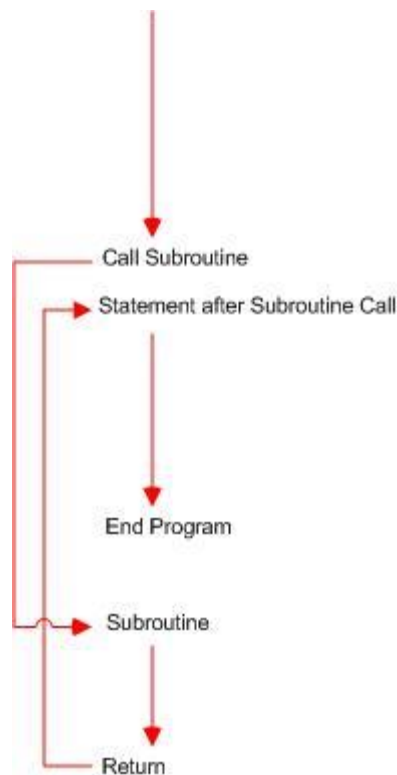 Call Subroutine
Statement after Subroutine Call
End Program
Subroutine
Return